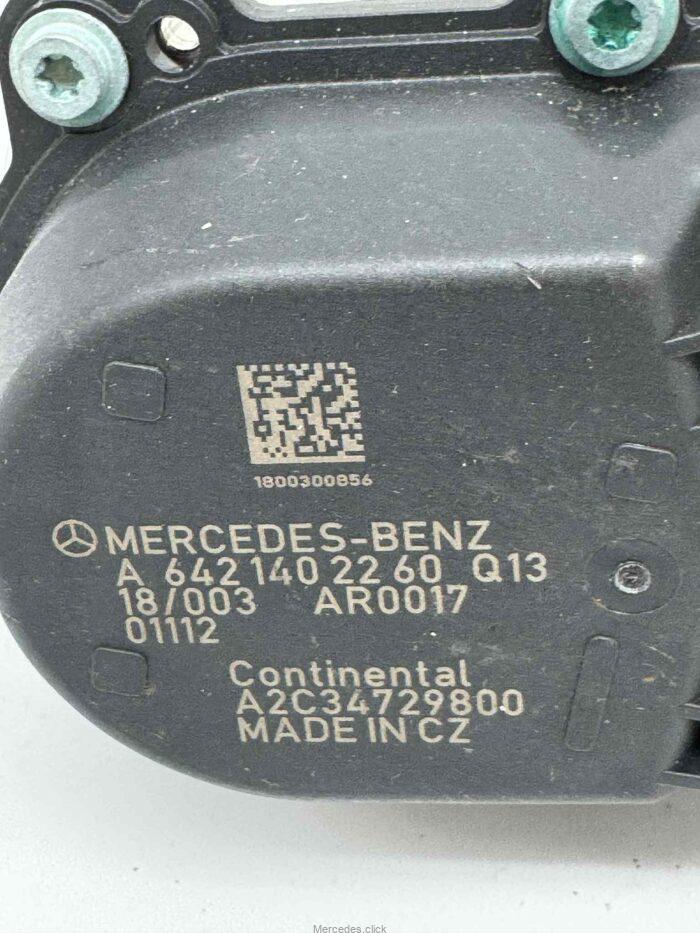 1800300856
MERCEDES-BENZ
A 642 140 22 60 Q13
18/003 AR0017
01112
Continental
A2C34729800
MADE IN CZ
Mercedes.click